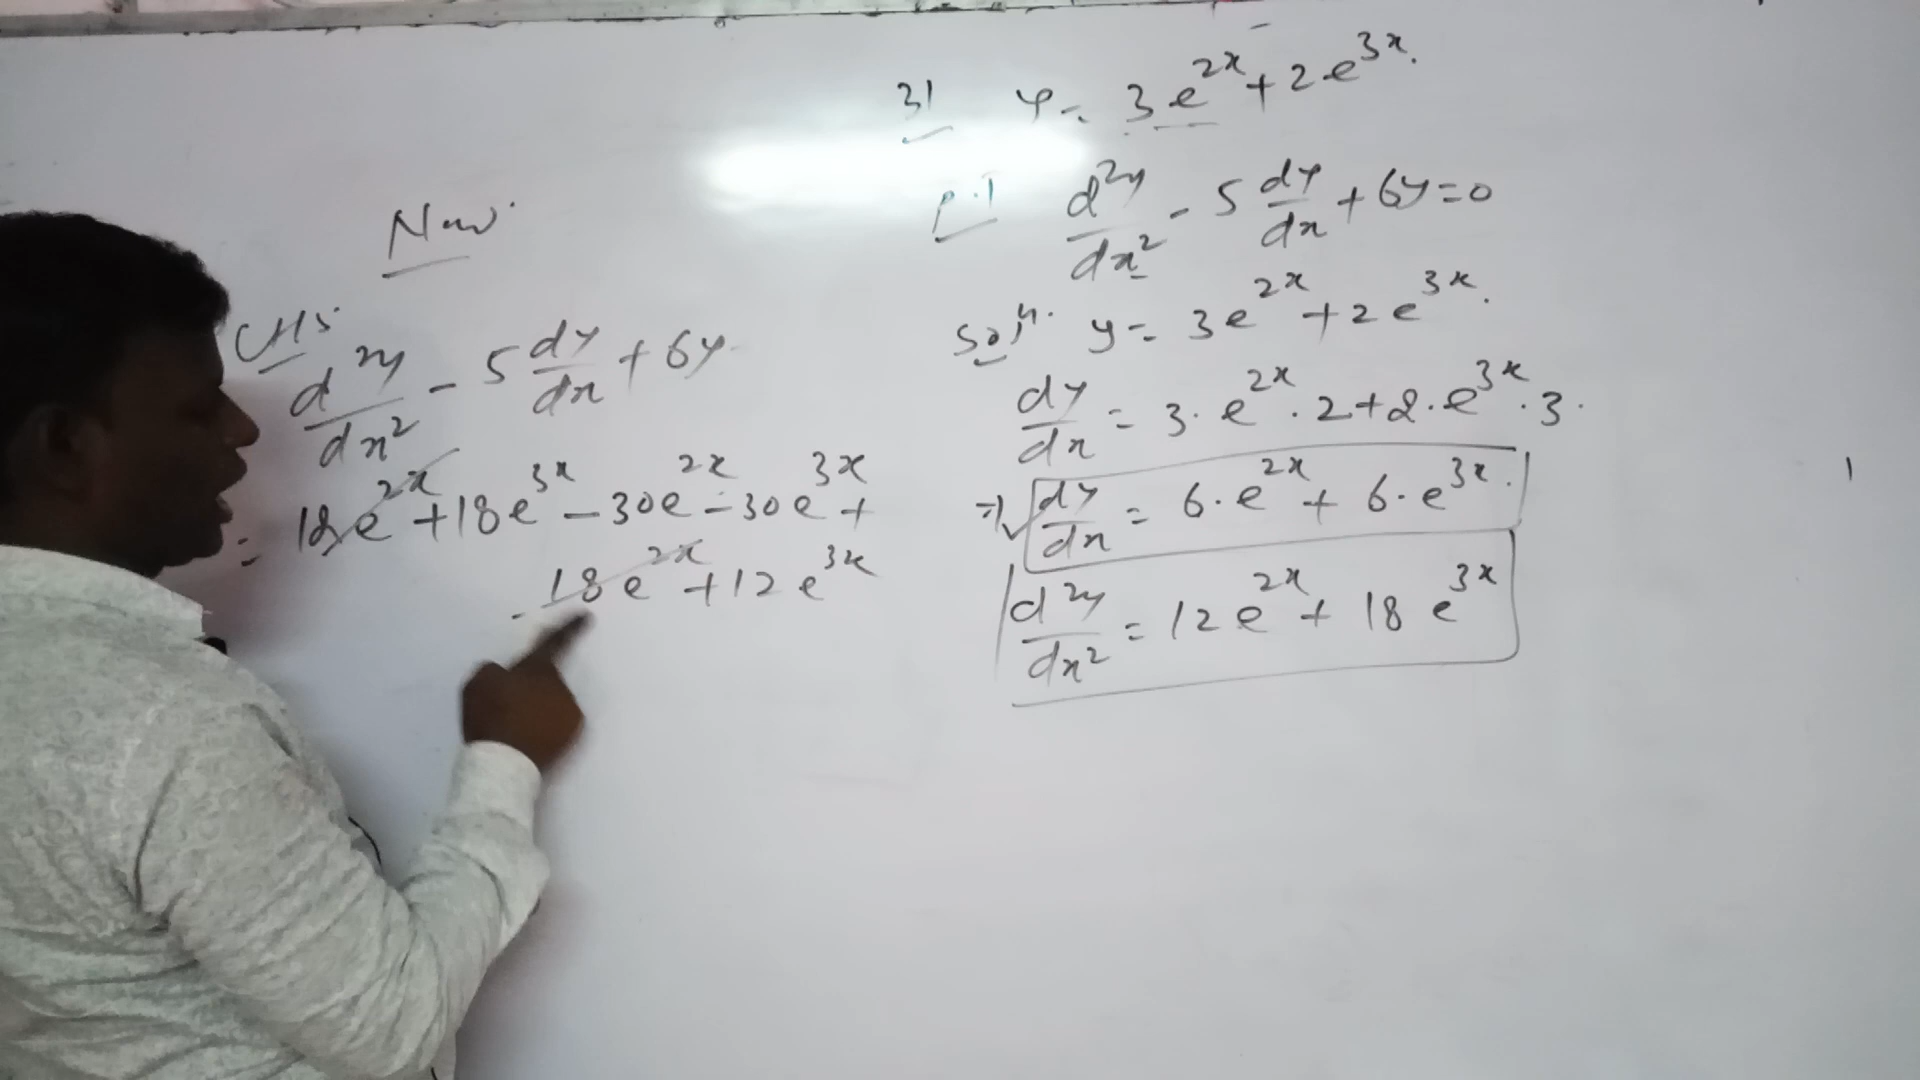 31 y = 3e^{2x} + 2e^{3x}.
P.T d²y/dx² - 5 dy/dx + 6y = 0
Solⁿ. y = 3e^{2x} + 2e^{3x}.
dy/dx = 3·e^{2x}·2 + 2·e^{3x}·3.
⇒ dy/dx = 6·e^{2x} + 6·e^{3x}.
d²y/dx² = 12e^{2x} + 18e^{3x}
Now
LHS
d²y/dx² - 5 dy/dx + 6y
= 12e^{2x} + 18e^{3x} - 30e^{2x} - 30e^{3x} +
18e^{2x} + 12e^{3x}